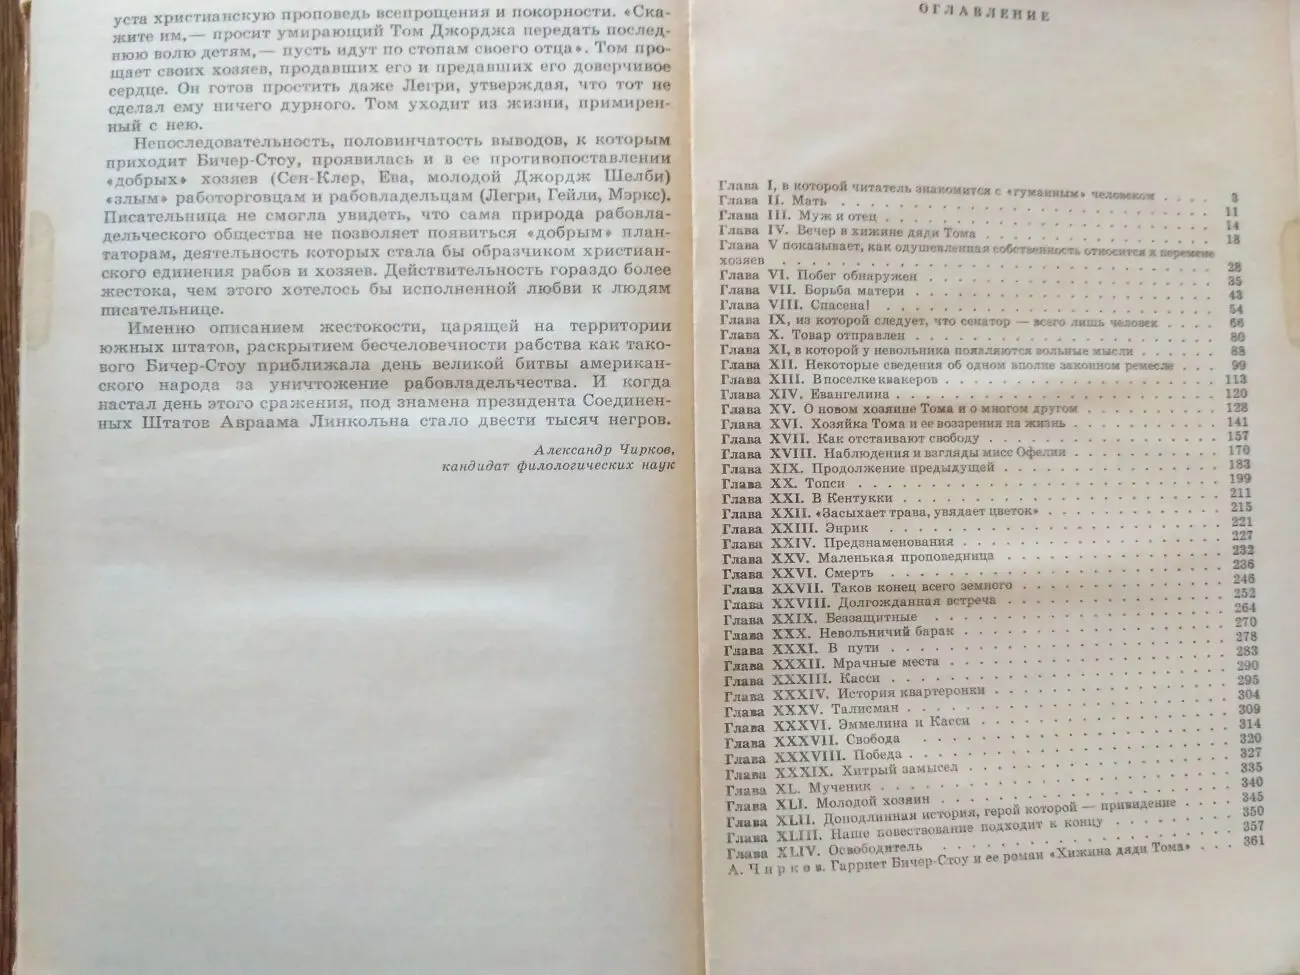 уста христианскую проповедь всепрощения и покорности. «Ска-
жите им,— просит умирающий Том Джорджа передать послед-
нюю волю детям,— пусть идут по стопам своего отца». Том про-
щает своих хозяев, продавших его и предавших его доверчивое
сердце. Он готов простить даже Легри, утверждая, что тот не
сделал ему ничего дурного. Том уходит из жизни, примирен-
ный с нею.
Непоследовательность, половинчатость выводов, к которым
приходит Бичер-Стоу, проявилась и в ее противопоставлении
«добрых» хозяев (Сен-Клер, Ева, молодой Джордж Шелби)
«злым» работорговцам и рабовладельцам (Легри, Гейли, Мэркс).
Писательница не смогла увидеть, что сама природа рабовла-
дельческого общества не позволяет появиться «добрым» план-
таторам, деятельность которых стала бы образчиком христиан-
ского единения рабов и хозяев. Действительность гораздо более
жестока, чем этого хотелось бы исполненной любви к людям
писательнице.
Именно описанием жестокости, царящей на территории
южных штатов, раскрытием бесчеловечности рабства как тако-
вого Бичер-Стоу приближала день великой битвы американ-
ского народа за уничтожение рабовладельчества. И когда
настал день этого сражения, под знамена президента Соединен-
ных Штатов Авраама Линкольна стало двести тысяч негров.
Александр Чирков,
кандидат филологических наук
ОГЛАВЛЕНИЕ
Глава I, в которой читатель знакомится с «гуманным» человеком . . . . 3
Глава II. Мать . . . . 11
Глава III. Муж и отец . . . . 14
Глава IV. Вечер в хижине дяди Тома . . . . 18
Глава V показывает, как одушевленная собственность относится к перемене
хозяев . . . . 28
Глава VI. Побег обнаружен . . . . 35
Глава VII. Борьба матери . . . . 43
Глава VIII. Спасена! . . . . 54
Глава IX, из которой следует, что сенатор — всего лишь человек . . . . 66
Глава X. Товар отправлен . . . . 80
Глава XI, в которой у невольника появляются вольные мысли . . . . 88
Глава XII. Некоторые сведения об одном вполне законном ремесле . . . 99
Глава XIII. В поселке квакеров . . . . 113
Глава XIV. Евангелина . . . . 120
Глава XV. О новом хозяине Тома и о многом другом . . . . 128
Глава XVI. Хозяйка Тома и ее воззрения на жизнь . . . . 141
Глава XVII. Как отстаивают свободу . . . . 157
Глава XVIII. Наблюдения и взгляды мисс Офелии . . . . 170
Глава XIX. Продолжение предыдущей . . . . 183
Глава XX. Топси . . . . 199
Глава XXI. В Кентукки . . . . 211
Глава XXII. «Засыхает трава, увядает цветок» . . . . 215
Глава XXIII. Энрик . . . . 221
Глава XXIV. Предзнаменования . . . . 227
Глава XXV. Маленькая проповедница . . . . 232
Глава XXVI. Смерть . . . . 236
Глава XXVII. Таков конец всего земного . . . . 246
Глава XXVIII. Долгожданная встреча . . . . 252
Глава XXIX. Беззащитные . . . . 264
Глава XXX. Невольничий барак . . . . 270
Глава XXXI. В пути . . . . 278
Глава XXXII. Мрачные места . . . . 283
Глава XXXIII. Касси . . . . 290
Глава XXXIV. История квартеронки . . . . 295
Глава XXXV. Талисман . . . . 304
Глава XXXVI. Эммелина и Касси . . . . 309
Глава XXXVII. Свобода . . . . 314
Глава XXXVIII. Победа . . . . 320
Глава XXXIX. Хитрый замысел . . . . 327
Глава XL. Мученик . . . . 335
Глава XLI. Молодой хозяин . . . . 340
Глава XLII. Доподлинная история, герой которой — привидение . . . . 345
Глава XLIII. Наше повествование подходит к концу . . . . 350
Глава XLIV. Освободитель . . . . 357
А. Чирков. Гарриет Бичер-Стоу и ее роман «Хижина дяди Тома» . . . 361